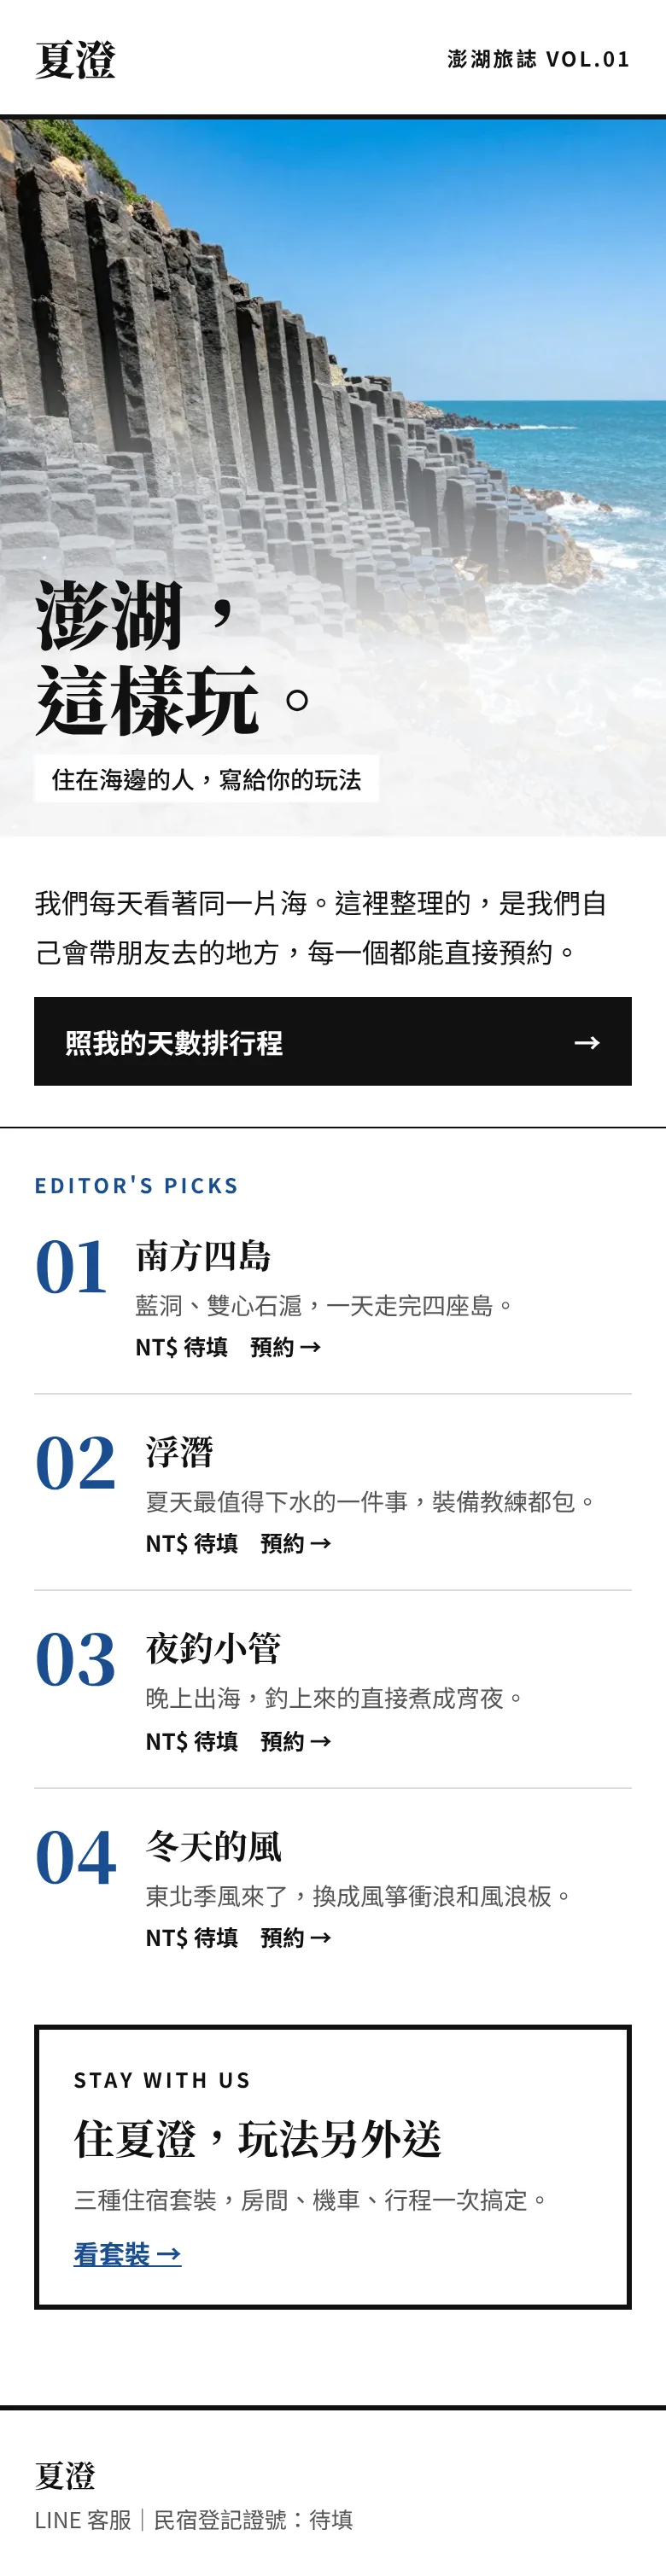 夏澄
澎湖旅誌 VOL.01
澎湖，
這樣玩。
住在海邊的人，寫給你的玩法
我們每天看著同一片海。這裡整理的，是我們自
己會帶朋友去的地方，每一個都能直接預約。
照我的天數排行程 →
EDITOR'S PICKS
01 南方四島
藍洞、雙心石滬，一天走完四座島。
NT$ 待填 預約 →
02 浮潛
夏天最值得下水的一件事，裝備教練都包。
NT$ 待填 預約 →
03 夜釣小管
晚上出海，釣上來的直接煮成宵夜。
NT$ 待填 預約 →
04 冬天的風
東北季風來了，換成風箏衝浪和風浪板。
NT$ 待填 預約 →
STAY WITH US
住夏澄，玩法另外送
三種住宿套裝，房間、機車、行程一次搞定。
看套裝 →
夏澄
LINE 客服｜民宿登記證號：待填